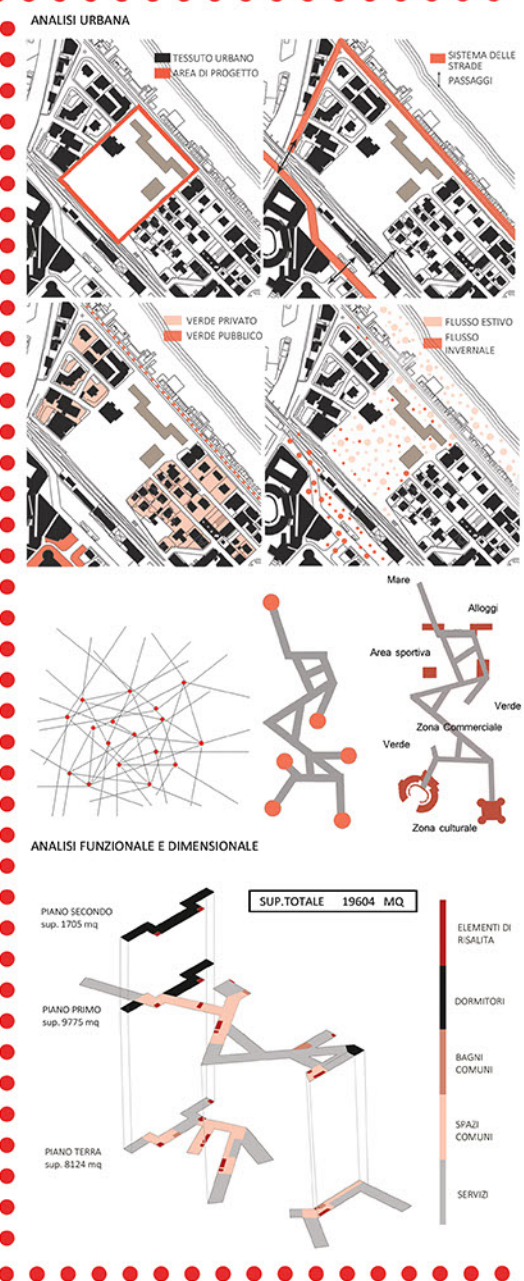 ANALISI URBANA
TESSUTO URBANO
AREA DI PROGETTO
SISTEMA DELLE
STRADE
PASSAGGI
VERDE PRIVATO
VERDE PUBBLICO
FLUSSO ESTIVO
FLUSSO
INVERNALE
Mare
Alloggi
Area sportiva
Verde
Zona Commerciale
Verde
Zona culturale
ANALISI FUNZIONALE E DIMENSIONALE
SUP.TOTALE 19604 MQ
PIANO SECONDO
sup. 1705 mq
PIANO PRIMO
sup. 9775 mq
PIANO TERRA
sup. 8124 mq
ELEMENTI DI
RISALITA
DORMITORI
BAGNI
COMUNI
SPAZI
COMUNI
SERVIZI